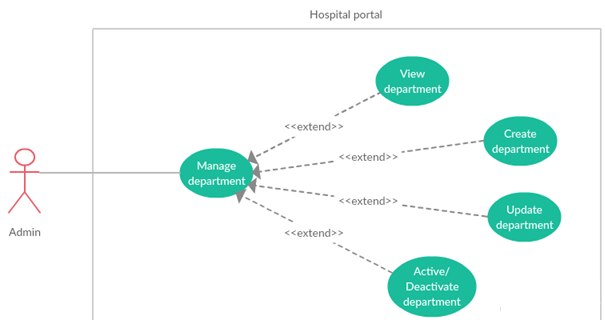 Hospital portal
View
department
<<extend>>
Create
department
<<extend>>
Manage
department
<<extend>>
Update
department
Admin
<<extend>>
Active/
Deactivate
department